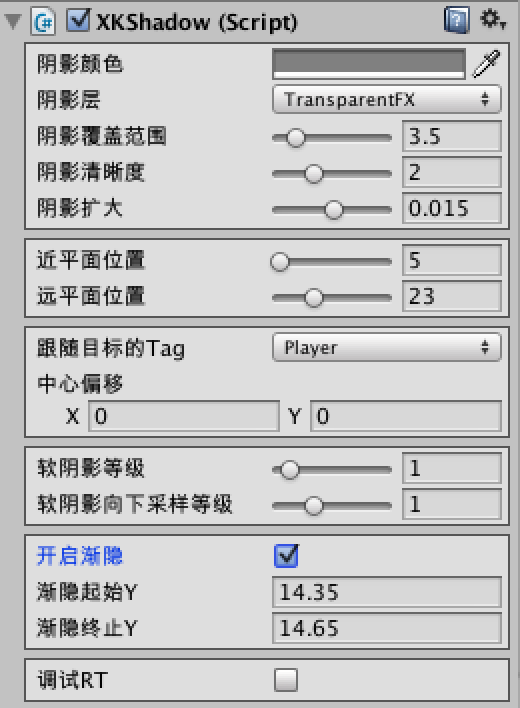 XKShadow (Script)
阴影颜色
阴影层 TransparentFX
阴影覆盖范围 3.5
阴影清晰度 2
阴影扩大 0.015
近平面位置 5
远平面位置 23
跟随目标的Tag Player
中心偏移
X 0 Y 0
软阴影等级 1
软阴影向下采样等级 1
开启渐隐
渐隐起始Y 14.35
渐隐终止Y 14.65
调试RT